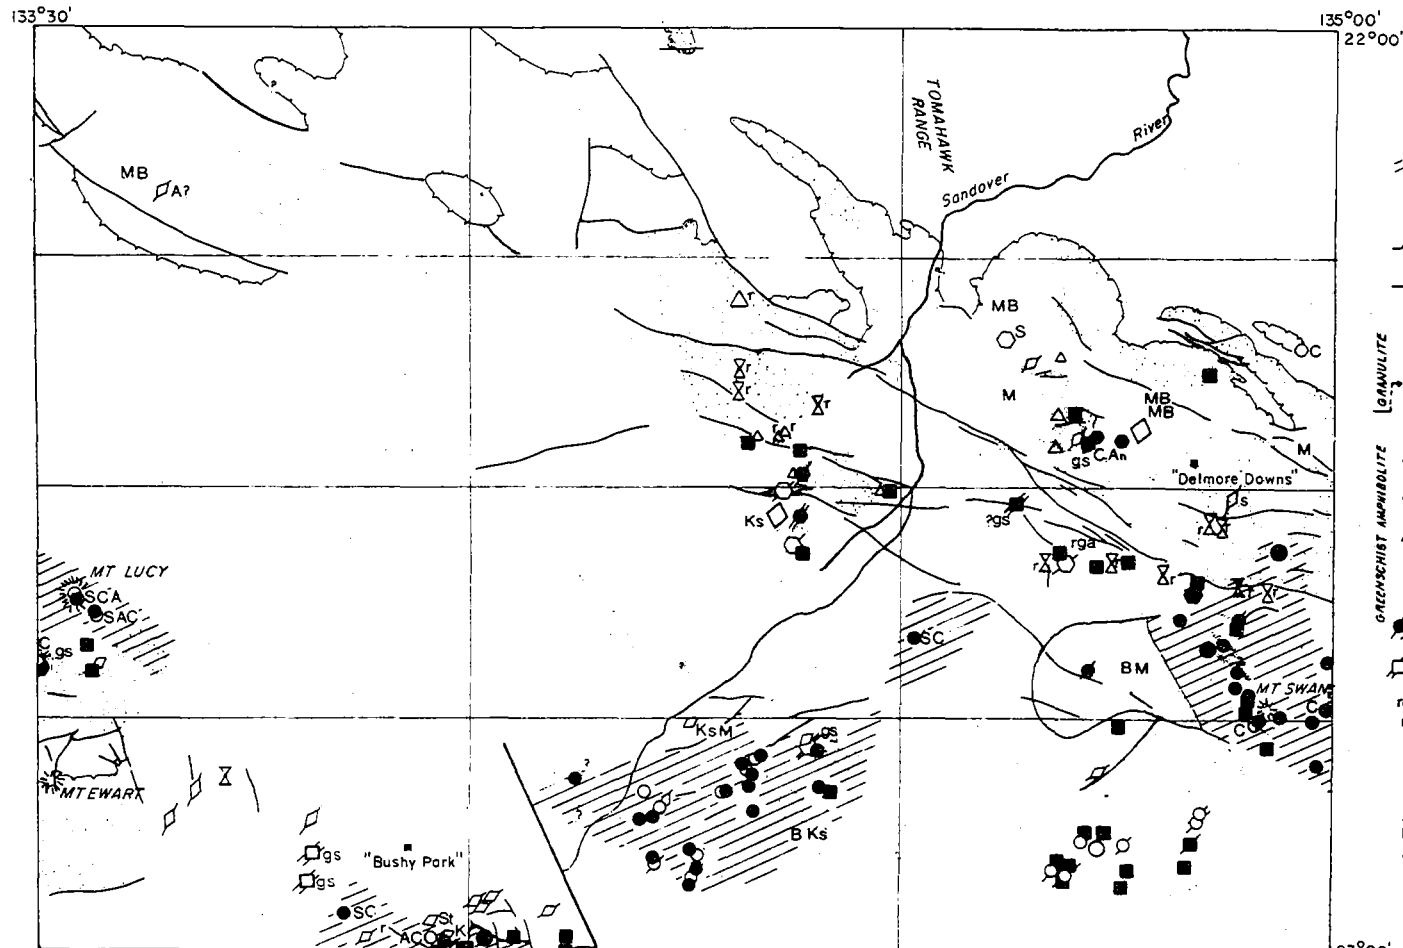 133°30'
135°00'
22°00'
TOMAHAWK
RANGE
River
Sandover
MB
A?
r
MB
S
C
r
r
r
M
MB
MB
r
r
M
gs
C,An
"Delmore Downs"
s
Ks
?gs
r
rga
r
r
r
r
r
MT LUCY
SCA
SAC
C
gs
SC
BM
MT SWAN
C
C
KsM
gs
?
?
MT EWART
B Ks
"Bushy Park"
gs
gs
SC
St
r
ACO
K
GRANULITE
GREENSCHIST AMPHIBOLITE